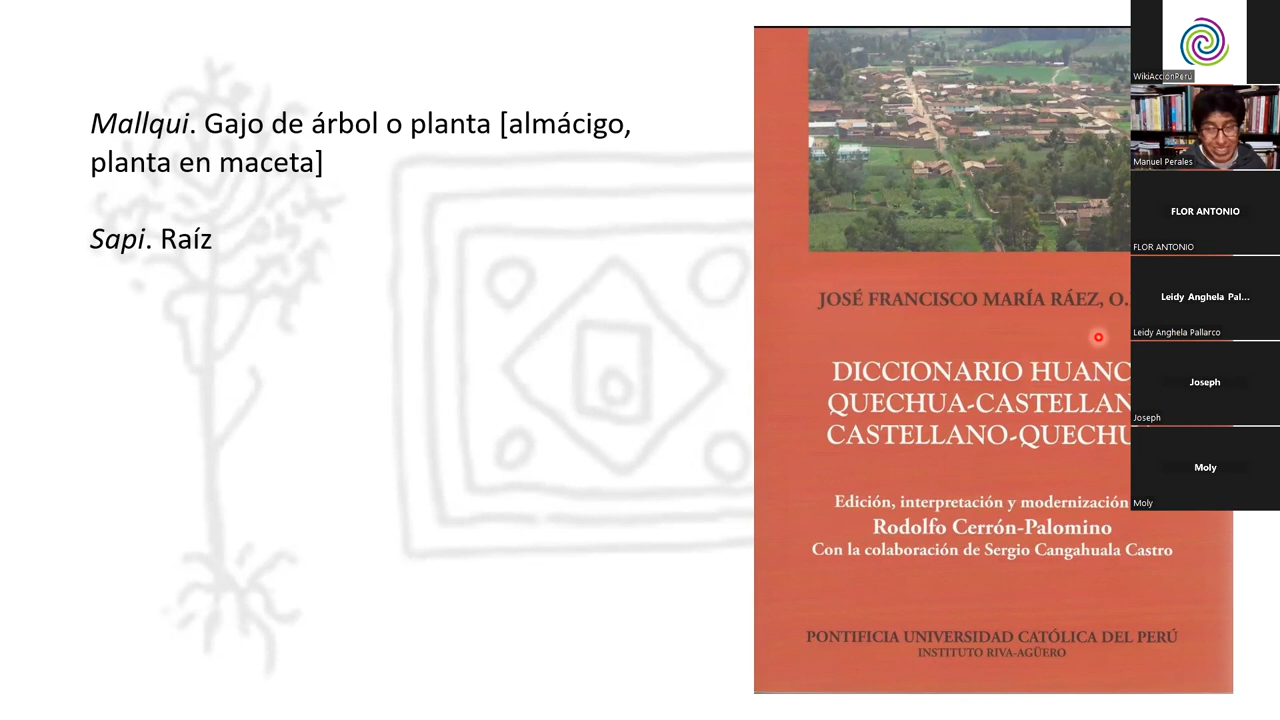 Mallqui. Gajo de árbol o planta [almácigo,
planta en maceta]
Sapi. Raíz
JOSÉ FRANCISCO MARÍA RÁEZ, O.
DICCIONARIO HUANC
QUECHUA-CASTELLAN
CASTELLANO-QUECHU
Edición, interpretación y modernización
Rodolfo Cerrón-Palomino
Con la colaboración de Sergio Cangahuala Castro
PONTIFICIA UNIVERSIDAD CATÓLICA DEL PERÚ
INSTITUTO RIVA-AGÜERO
WikiAcciónPerú
Manuel Perales
FLOR ANTONIO
FLOR ANTONIO
Leidy Anghela Pal...
Leidy Anghela Pallarco
Joseph
Joseph
Moly
Moly